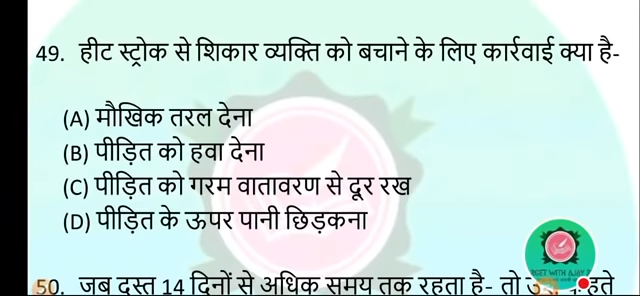 49. हीट स्ट्रोक से शिकार व्यक्ति को बचाने के लिए कार्रवाई क्या है-
(A) मौखिक तरल देना
(B) पीड़ित को हवा देना
(C) पीड़ित को गरम वातावरण से दूर रख
(D) पीड़ित के ऊपर पानी छिड़कना
50. जब दस्त 14 दिनों से अधिक समय तक रहता है- तो